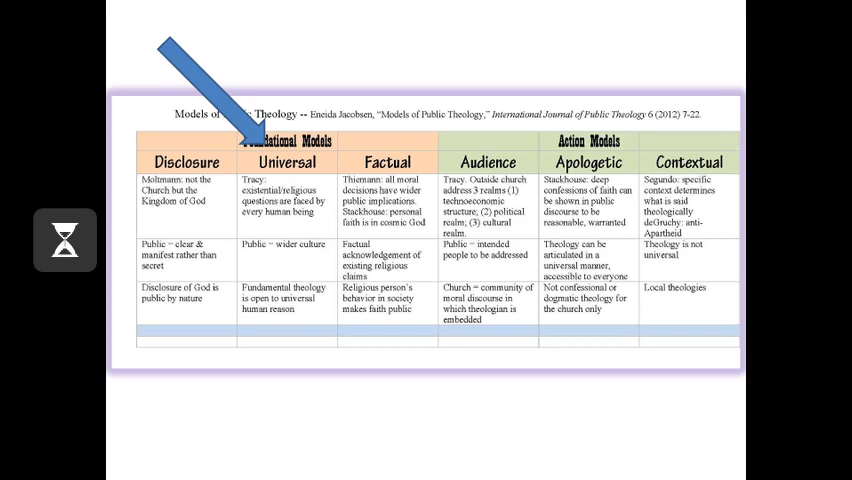 Models of Public Theology -- Eneida Jacobsen, “Models of Public Theology,” International Journal of Public Theology 6 (2012) 7-22.
Foundational Models
Action Models
Disclosure
Universal
Factual
Audience
Apologetic
Contextual
Moltmann: not the
Church but the
Kingdom of God
Tracy:
existential/religious
questions are faced by
every human being
Thiemann: all moral
decisions have wider
public implications.
Stackhouse: personal
faith is in cosmic God
Tracy. Outside church
address 3 realms (1)
technoeconomic
structure; (2) political
realm; (3) cultural
realm.
Stackhouse: deep
confessions of faith can
be shown in public
discourse to be
reasonable, warranted
Segundo: specific
context determines
what is said
theologically
deGruchy: anti-
Apartheid
Public = clear &
manifest rather than
secret
Public = wider culture
Factual
acknowledgement of
existing religious
claims
Public = intended
people to be addressed
Theology can be
articulated in a
universal manner,
accessible to everyone
Theology is not
universal
Disclosure of God is
public by nature
Fundamental theology
is open to universal
human reason
Religious person’s
behavior in society
makes faith public
Church = community of
moral discourse in
which theologian is
embedded
Not confessional or
dogmatic theology for
the church only
Local theologies